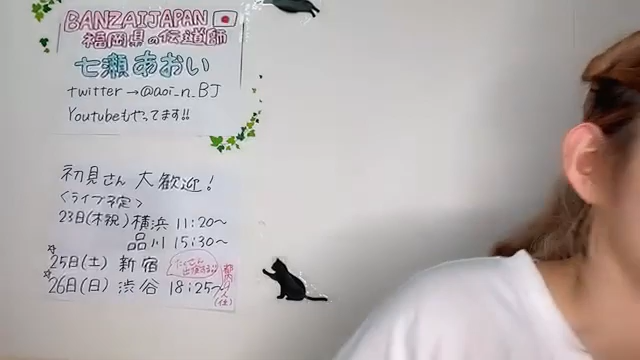 BANZAI JAPAN
福岡県の伝道師
七瀬あおい
twitter→@aoi_n_BJ
Youtubeもやってます!!
初見さん 大歓迎!
<ライブ予定>
23日(木祝) 横浜 11:20～
品川 15:30～
☆25日(土) 新宿
☆26日(日) 渋谷 18:25～